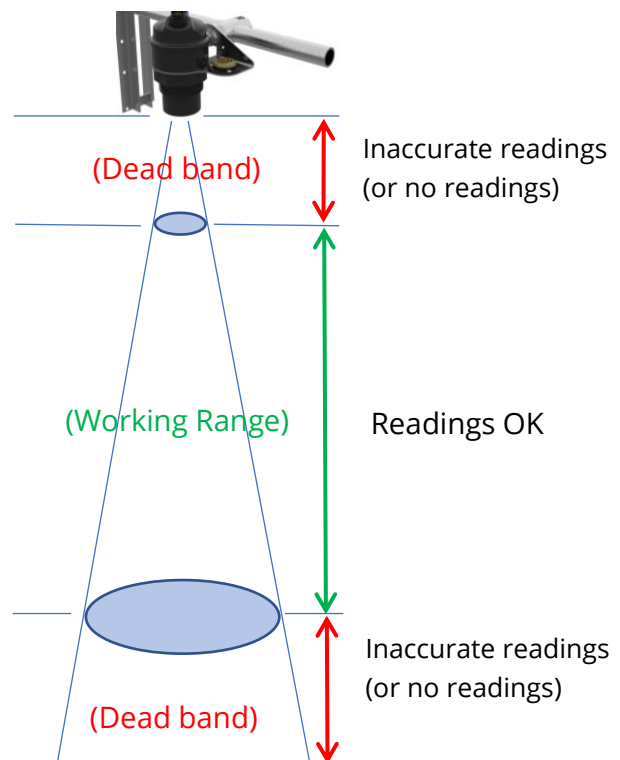 (Dead band)
Inaccurate readings
(or no readings)
(Working Range)
Readings OK
Inaccurate readings
(or no readings)
(Dead band)